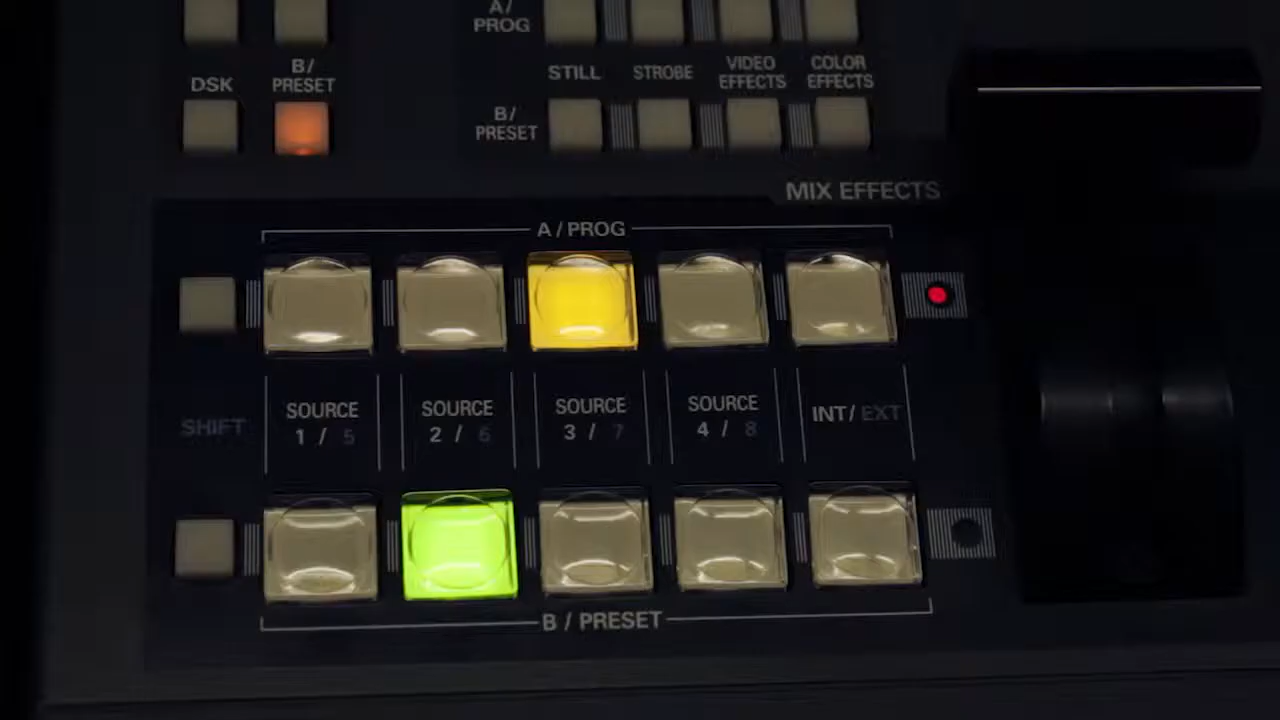 A/
PROG
DSK
B/
PRESET
STILL
STROBE
VIDEO
EFFECTS
COLOR
EFFECTS
B/
PRESET
MIX EFFECTS
A / PROG
SHIFT
SOURCE
1 / 5
SOURCE
2 / 6
SOURCE
3 / 7
SOURCE
4 / 8
INT / EXT
B / PRESET